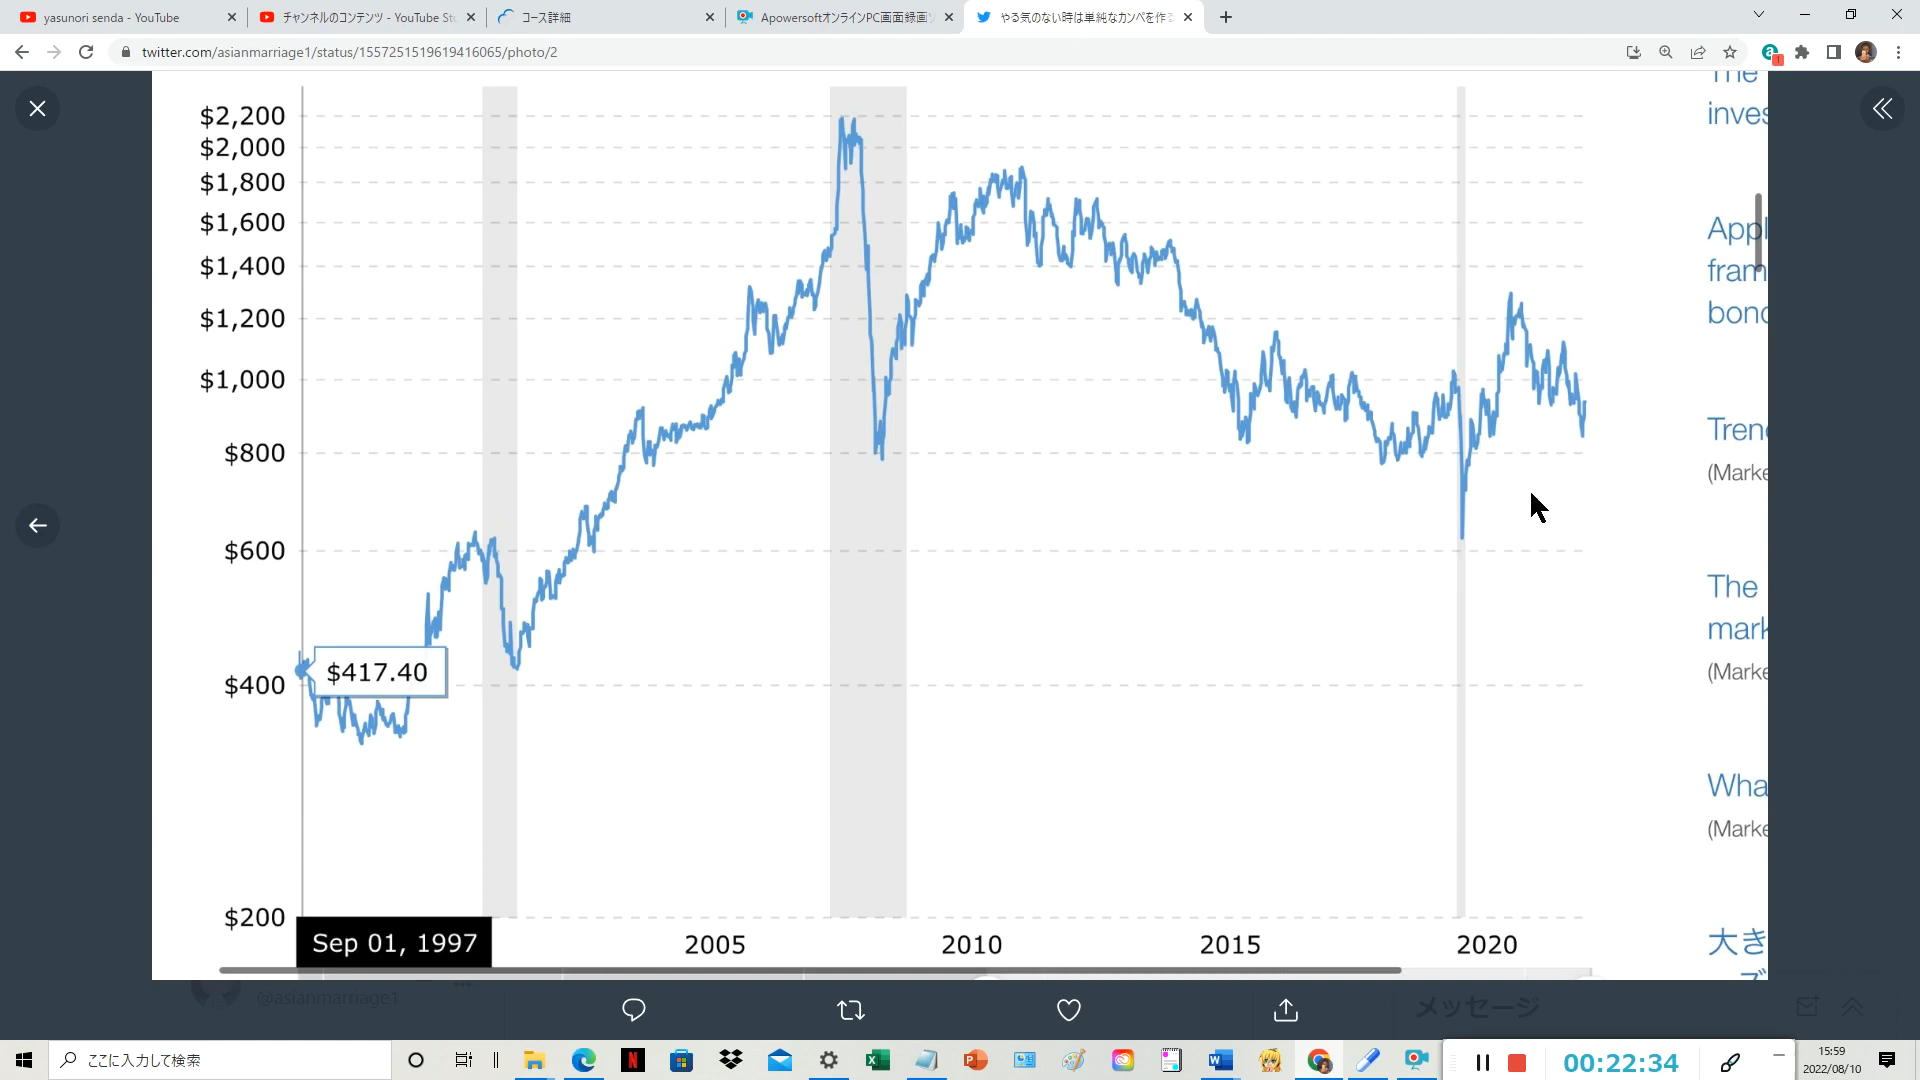 yasunori senda - YouTube
チャンネルのコンテンツ - YouTube St
コース詳細
ApowersoftオンラインPC画面録画
やる気のない時は単純なカンペを作
twitter.com/asianmarriage1/status/1557251519619416065/photo/2
$2,200
$2,000
$1,800
$1,600
$1,400
$1,200
$1,000
$800
$600
$400
$200
$417.40
Sep 01, 1997
2005
2010
2015
2020
The
inves
Appl
fram
bond
Tren
(Marke
The
mark
(Marke
Wha
(Marke
大き
@asianmarriage1
メッセージ
ここに入力して検索
00:22:34
15:59
2022/08/10